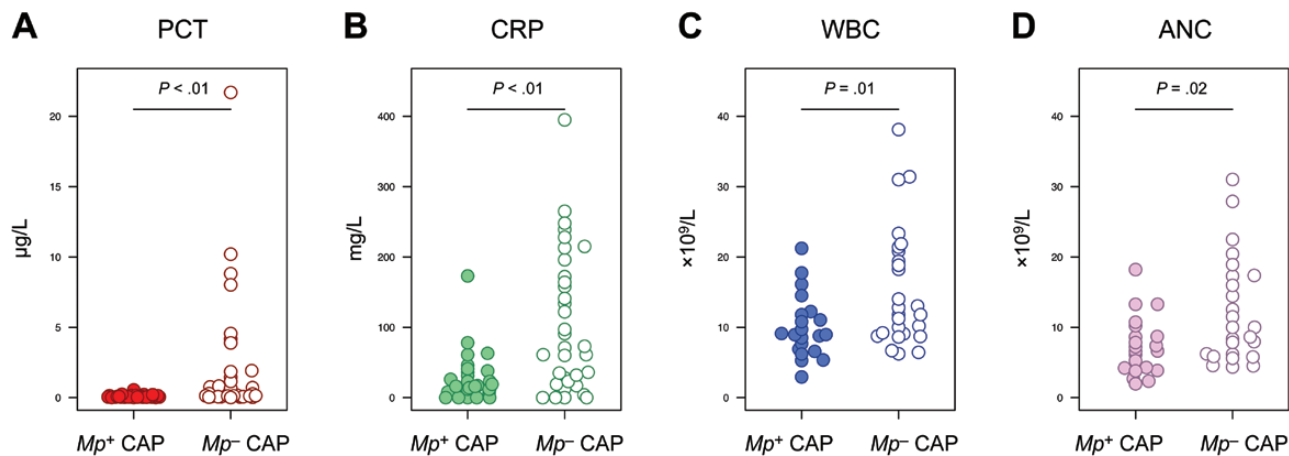 A PCT
P < .01
µg/L
20
15
10
5
0
Mp⁺ CAP Mp⁻ CAP
B CRP
P < .01
mg/L
400
300
200
100
0
Mp⁺ CAP Mp⁻ CAP
C WBC
P = .01
×10⁹/L
40
30
20
10
0
Mp⁺ CAP Mp⁻ CAP
D ANC
P = .02
×10⁹/L
40
30
20
10
0
Mp⁺ CAP Mp⁻ CAP